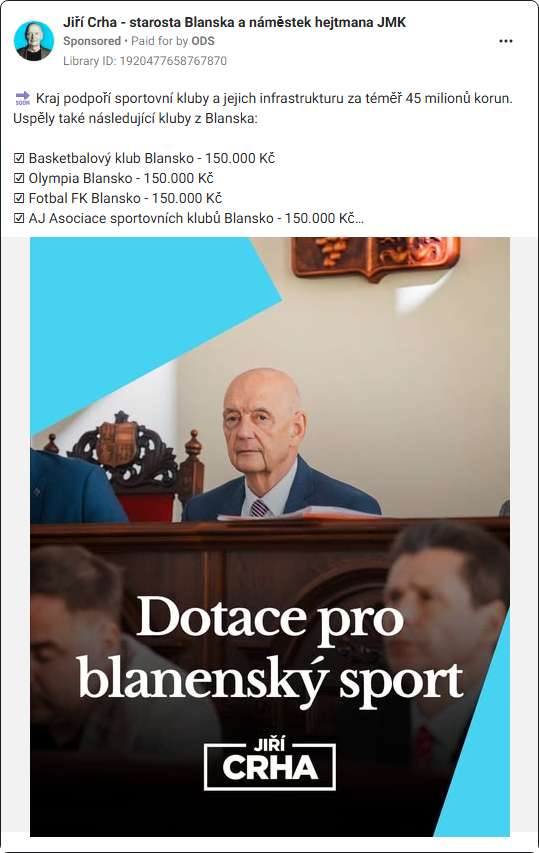 Jiří Crha - starosta Blanska a náměstek hejtmana JMK
Sponsored • Paid for by ODS
Library ID: 1920477658767870
🔜 Kraj podpoří sportovní kluby a jejich infrastrukturu za téměř 45 milionů korun.
Uspěly také následující kluby z Blanska:
☑ Basketbalový klub Blansko - 150.000 Kč
☑ Olympia Blansko - 150.000 Kč
☑ Fotbal FK Blansko - 150.000 Kč
☑ AJ Asociace sportovních klubů Blansko - 150.000 Kč…
Dotace pro
blanenský sport
JIŘÍ
CRHA